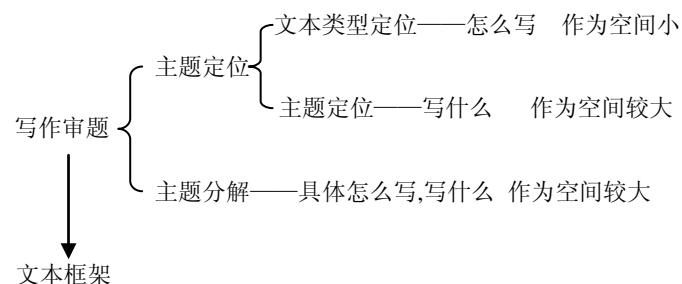 文本类型定位——怎么写 作为空间小
主题定位
主题定位——写什么 作为空间较大
写作审题
主题分解——具体怎么写,写什么 作为空间较大
文本框架